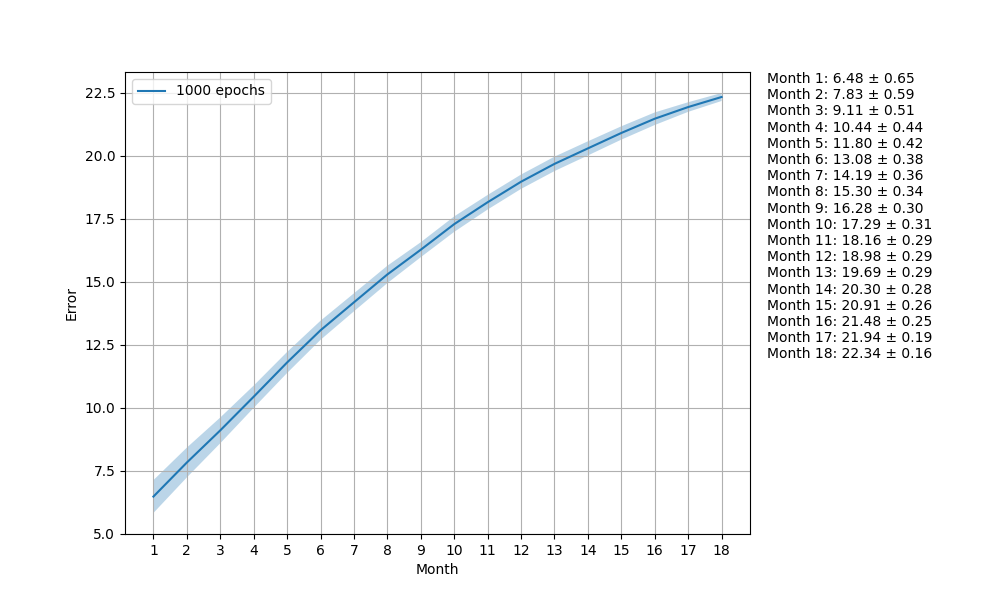 1000 epochs
22.5
20.0
17.5
15.0
12.5
10.0
7.5
5.0
Error
1 2 3 4 5 6 7 8 9 10 11 12 13 14 15 16 17 18
Month
Month 1: 6.48 ± 0.65
Month 2: 7.83 ± 0.59
Month 3: 9.11 ± 0.51
Month 4: 10.44 ± 0.44
Month 5: 11.80 ± 0.42
Month 6: 13.08 ± 0.38
Month 7: 14.19 ± 0.36
Month 8: 15.30 ± 0.34
Month 9: 16.28 ± 0.30
Month 10: 17.29 ± 0.31
Month 11: 18.16 ± 0.29
Month 12: 18.98 ± 0.29
Month 13: 19.69 ± 0.29
Month 14: 20.30 ± 0.28
Month 15: 20.91 ± 0.26
Month 16: 21.48 ± 0.25
Month 17: 21.94 ± 0.19
Month 18: 22.34 ± 0.16